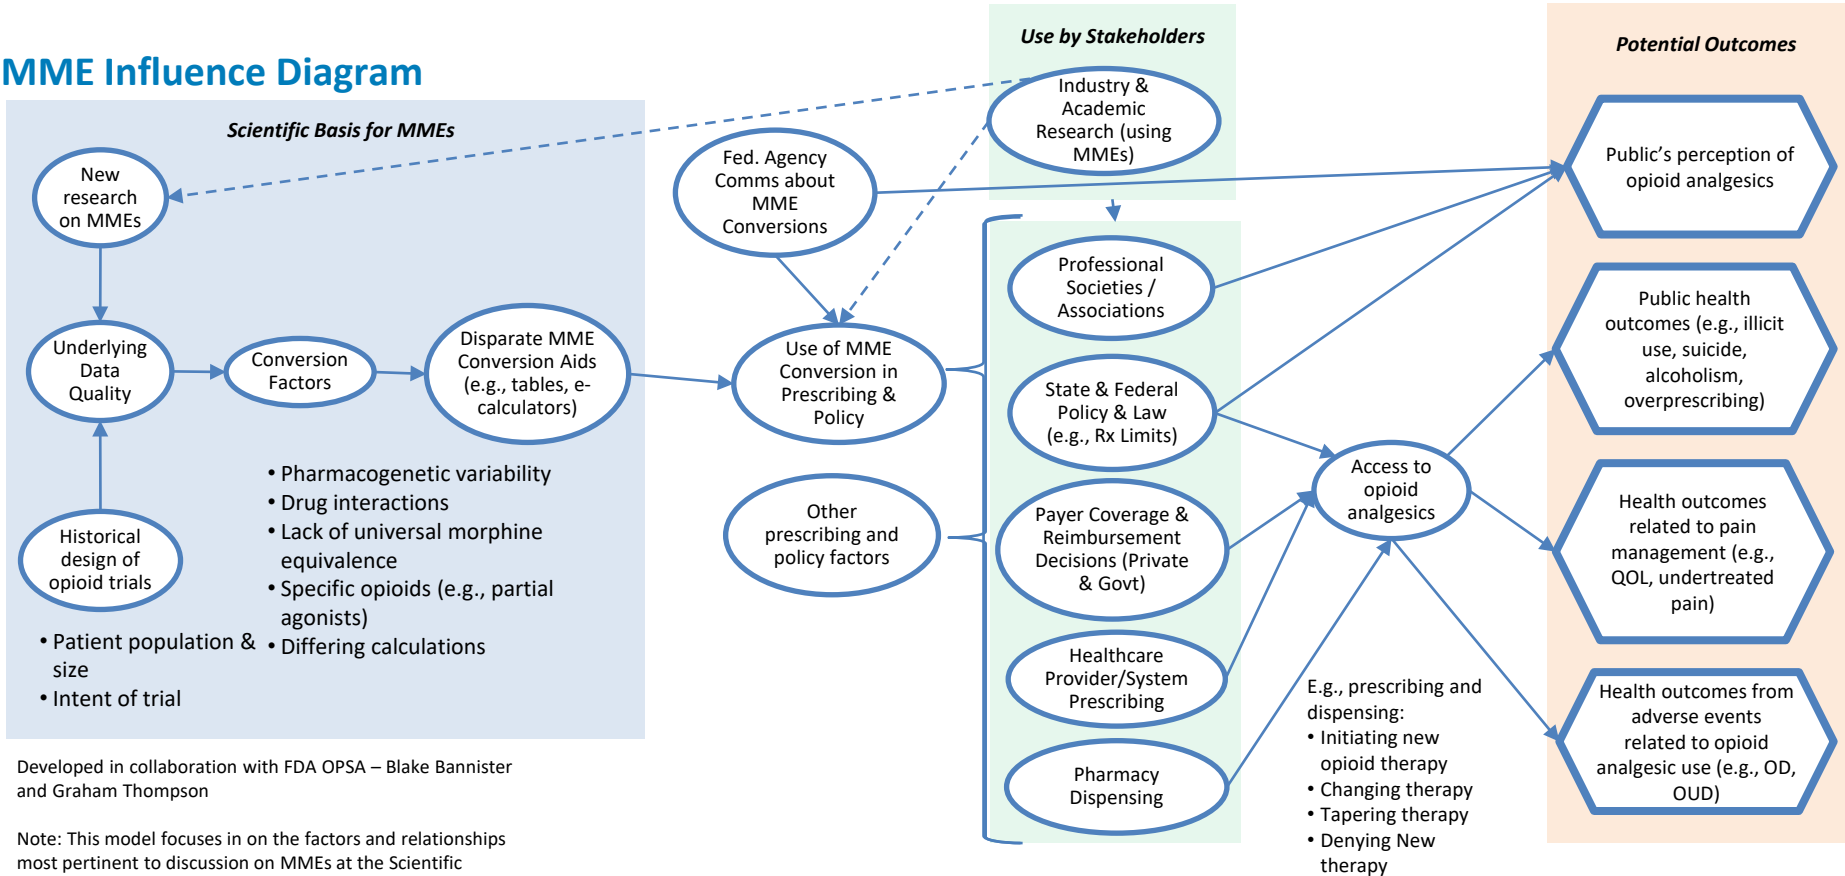 MME Influence Diagram
Scientific Basis for MMEs
New
research
on MMEs
Underlying
Data
Quality
Historical
design of
opioid trials
• Patient population &
size
• Intent of trial
Conversion
Factors
• Pharmacogenetic variability
• Drug interactions
• Lack of universal morphine
equivalence
• Specific opioids (e.g., partial
agonists)
• Differing calculations
Disparate MME
Conversion Aids
(e.g., tables, e-
calculators)
Fed. Agency
Comms about
MME
Conversions
Use of MME
Conversion in
Prescribing &
Policy
Other
prescribing and
policy factors
Use by Stakeholders
Industry &
Academic
Research (using
MMEs)
Professional
Societies /
Associations
State & Federal
Policy & Law
(e.g., Rx Limits)
Payer Coverage &
Reimbursement
Decisions (Private
& Govt)
Healthcare
Provider/System
Prescribing
Pharmacy
Dispensing
Access to
opioid
analgesics
E.g., prescribing and
dispensing:
• Initiating new
opioid therapy
• Changing therapy
• Tapering therapy
• Denying New
therapy
Potential Outcomes
Public's perception of
opioid analgesics
Public health
outcomes (e.g., illicit
use, suicide,
alcoholism,
overprescribing)
Health outcomes
related to pain
management (e.g.,
QOL, undertreated
pain)
Health outcomes from
adverse events
related to opioid
analgesic use (e.g., OD,
OUD)
Developed in collaboration with FDA OPSA – Blake Bannister
and Graham Thompson
Note: This model focuses in on the factors and relationships
most pertinent to discussion on MMEs at the Scientific